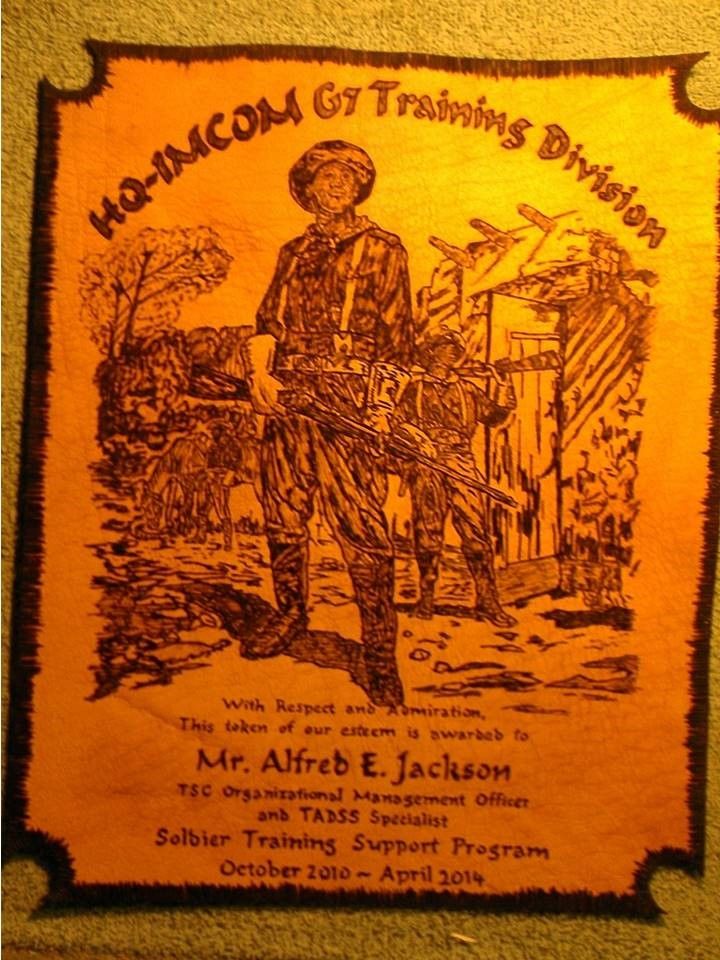 HQ-IMCOM G7 Training Division
With Respect and Admiration,
This token of our esteem is awarded to
Mr. Alfred E. Jackson
TSC Organizational Management Officer
and TADSS Specialist
Soldier Training Support Program
October 2010 ~ April 2014